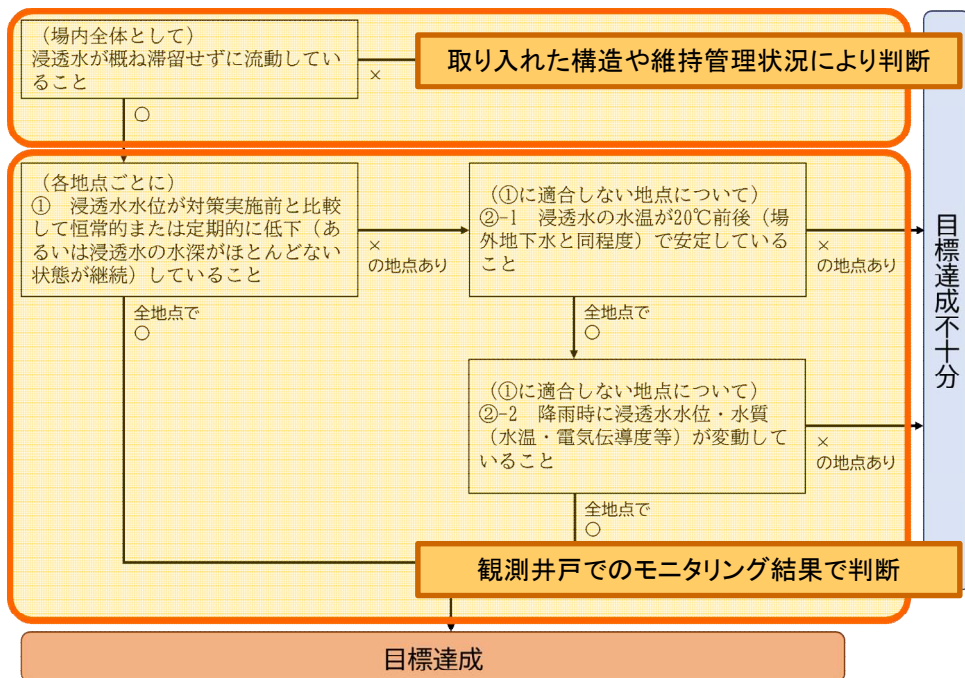 （場内全体として）
浸透水が概ね滞留せずに流動してい
ること
×
取り入れた構造や維持管理状況により判断
○
（各地点ごとに）
①　浸透水水位が対策実施前と比較
して恒常的または定期的に低下（あ
るいは浸透水の水深がほとんどない
状態が継続）していること
×
の地点あり
（①に適合しない地点について）
②-1　浸透水の水温が20℃前後（場
外地下水と同程度）で安定している
こと
×
の地点あり
全地点で
○
全地点で
○
（①に適合しない地点について）
②-2　降雨時に浸透水水位・水質
（水温・電気伝導度等）が変動して
いること
×
の地点あり
全地点で
○
観測井戸でのモニタリング結果で判断
目標達成不十分
目標達成